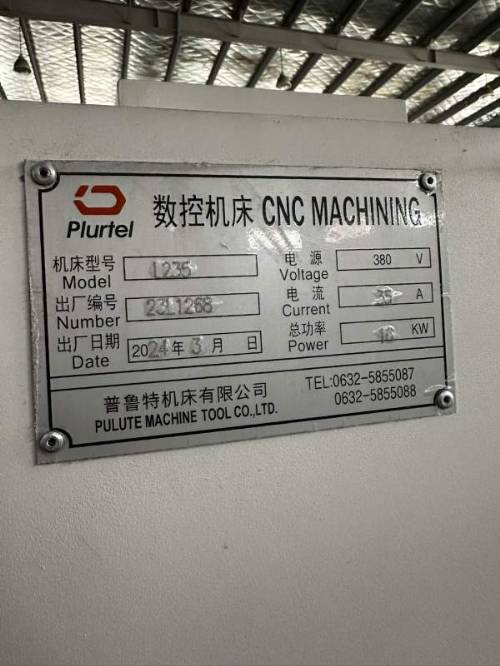 Plurtel
数控机床 CNC MACHINING
机床型号 Model L235
出厂编号 Number 23L1268
出厂日期 Date 2024年3月 日
电源 Voltage 380 V
电流 Current 35 A
总功率 Power KW
普鲁特机床有限公司
PULUTE MACHINE TOOL CO.,LTD.
TEL:0632-5855087
0632-5855088